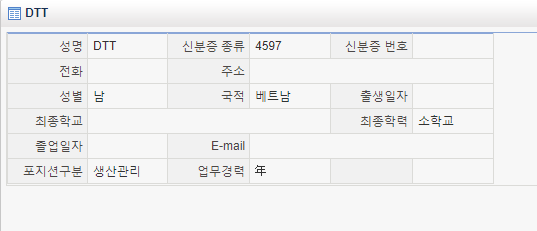 DTT
성명 DTT 신분증 종류 4597 신분증 번호
전화 주소
성별 남 국적 베트남 출생일자
최종학교 최종학력 소학교
졸업일자 E-mail
포지션구분 생산관리 업무경력 年